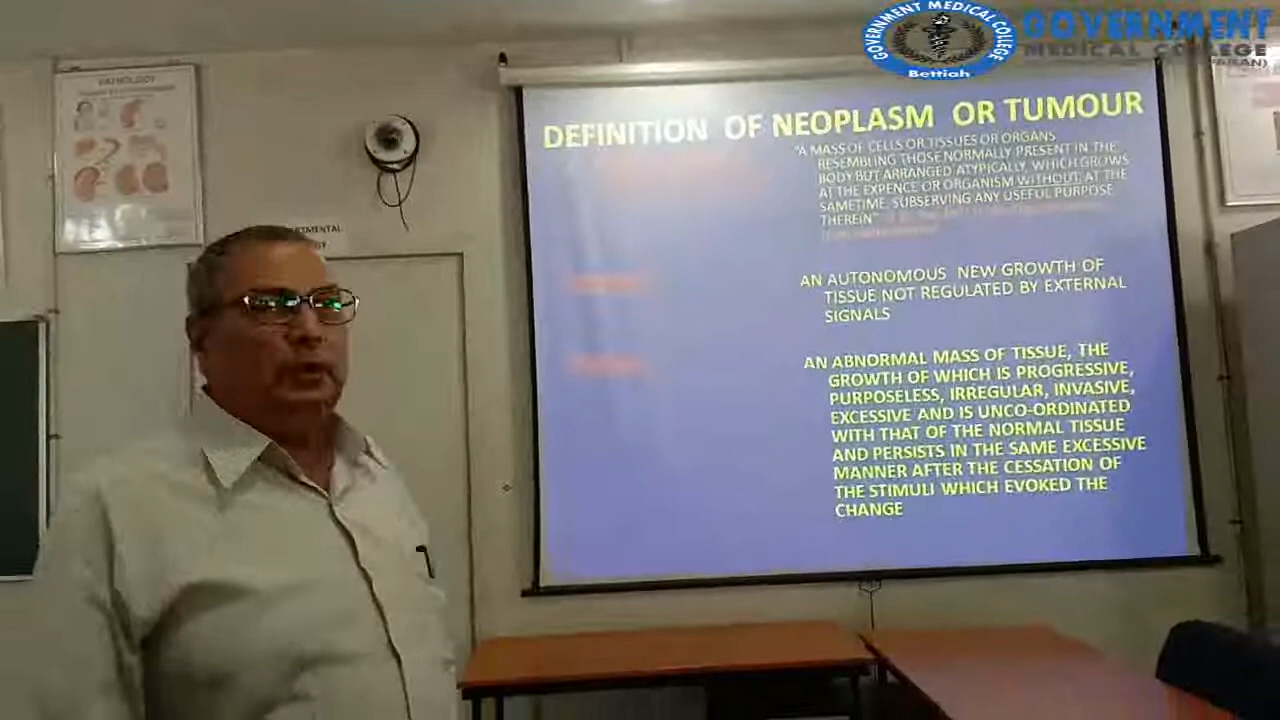 GOVERNMENT MEDICAL COLLEGE
Bettiah
GOVERNMENT
MEDICAL COLLEGE
PATHOLOGY
DEFINITION OF NEOPLASM OR TUMOUR
"A MASS OF CELLS OR TISSUES OR ORGANS
RESEMBLING THOSE NORMALLY PRESENT IN THE
BODY BUT ARRANGED ATYPICALLY, WHICH GROWS
AT THE EXPENCE OR ORGANISM WITHOUT, AT THE
SAMETIME, SUBSERVING ANY USEFUL PURPOSE
THEREIN"
AN AUTONOMOUS NEW GROWTH OF
TISSUE NOT REGULATED BY EXTERNAL
SIGNALS
AN ABNORMAL MASS OF TISSUE, THE
GROWTH OF WHICH IS PROGRESSIVE,
PURPOSELESS, IRREGULAR, INVASIVE,
EXCESSIVE AND IS UNCO-ORDINATED
WITH THAT OF THE NORMAL TISSUE
AND PERSISTS IN THE SAME EXCESSIVE
MANNER AFTER THE CESSATION OF
THE STIMULI WHICH EVOKED THE
CHANGE